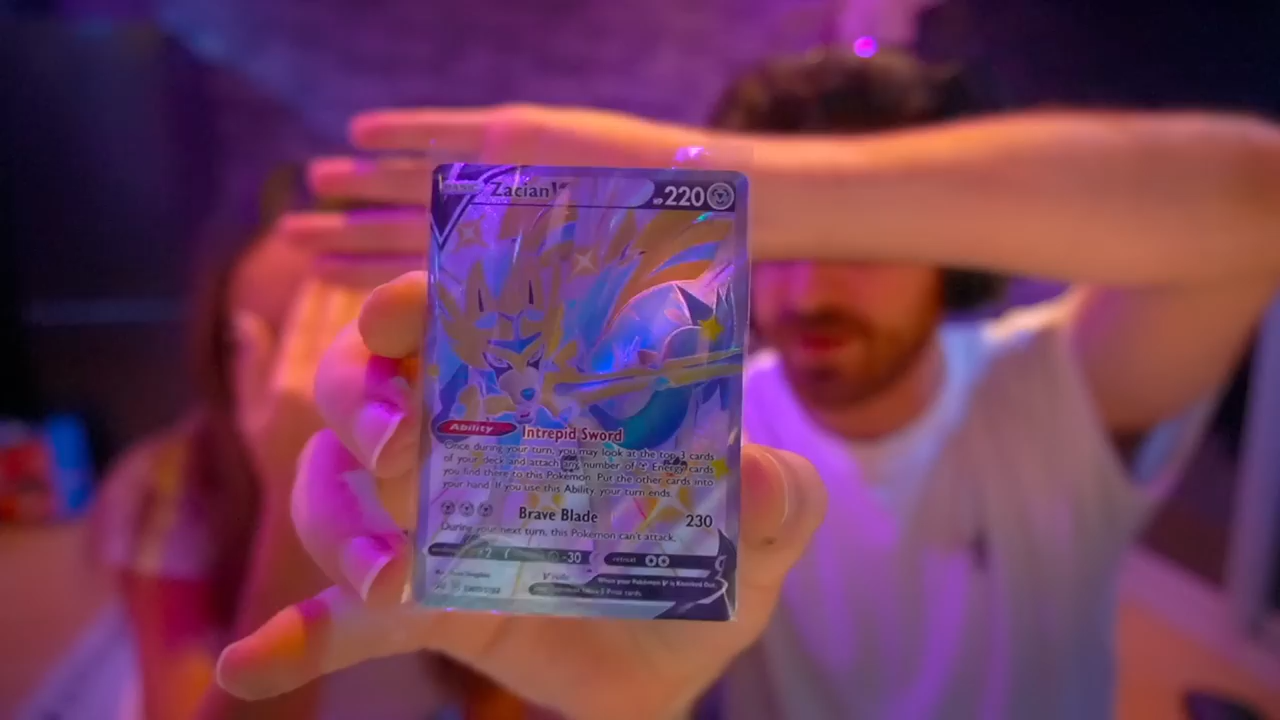 BASIC Zacian V HP 220
Ability Intrepid Sword
Once during your turn, you may look at the top 3 cards
of your deck and attach any number of Energy cards
you find there to this Pokémon. Put the other cards into
your hand. If you use this Ability, your turn ends.
Brave Blade 230
During your next turn, this Pokémon can't attack.
-30 retreat
V rule When your Pokémon V is Knocked Out,